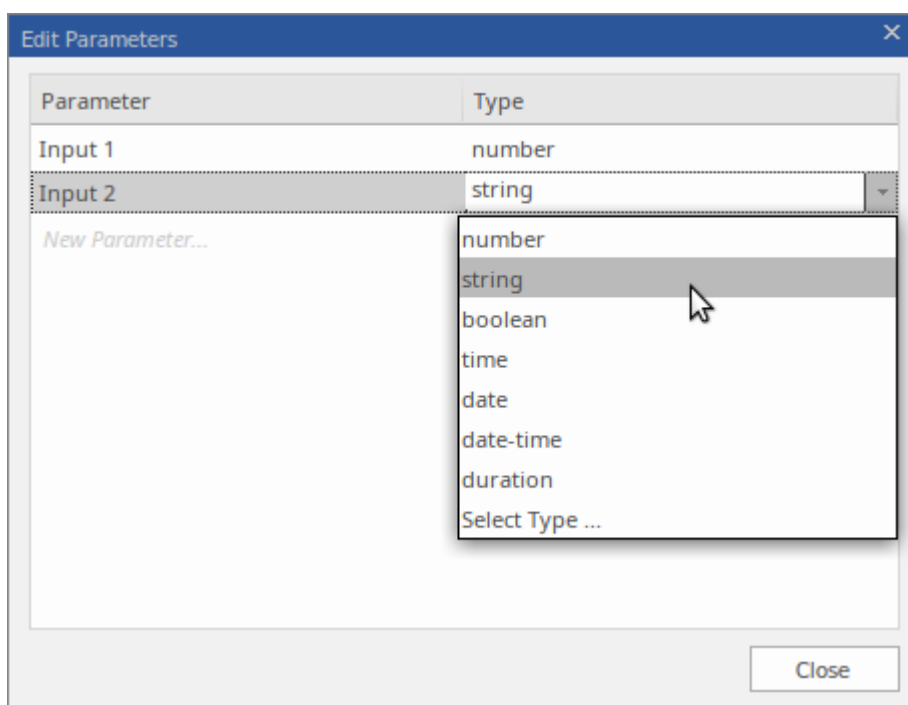 Edit Parameters
Parameter Type
Input 1 number
Input 2 string
New Parameter...
number
string
boolean
time
date
date-time
duration
Select Type ...
Close